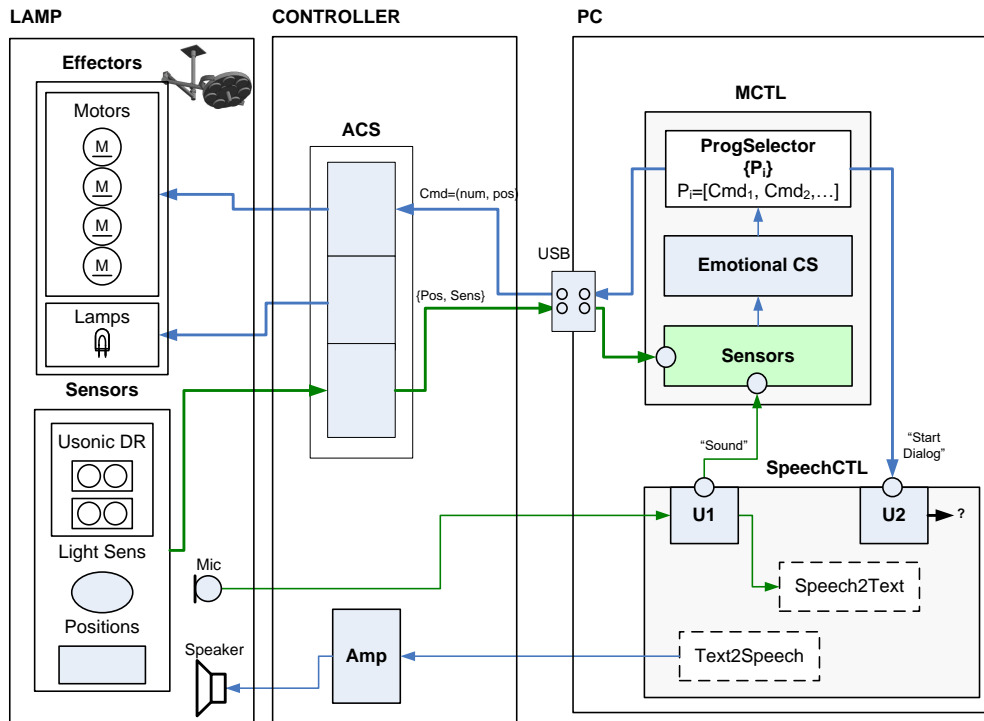 LAMP
CONTROLLER
PC
Effectors
Motors
M
M
M
M
Lamps
Sensors
Usonic DR
Light Sens
Positions
Mic
Speaker
ACS
Cmd=(num, pos}
{Pos, Sens}
Amp
USB
MCTL
ProgSelector
{Pi}
Pi=[Cmd1, Cmd2,…]
Emotional CS
Sensors
“Sound”
“Start
Dialog”
SpeechCTL
U1
U2
?
Speech2Text
Text2Speech